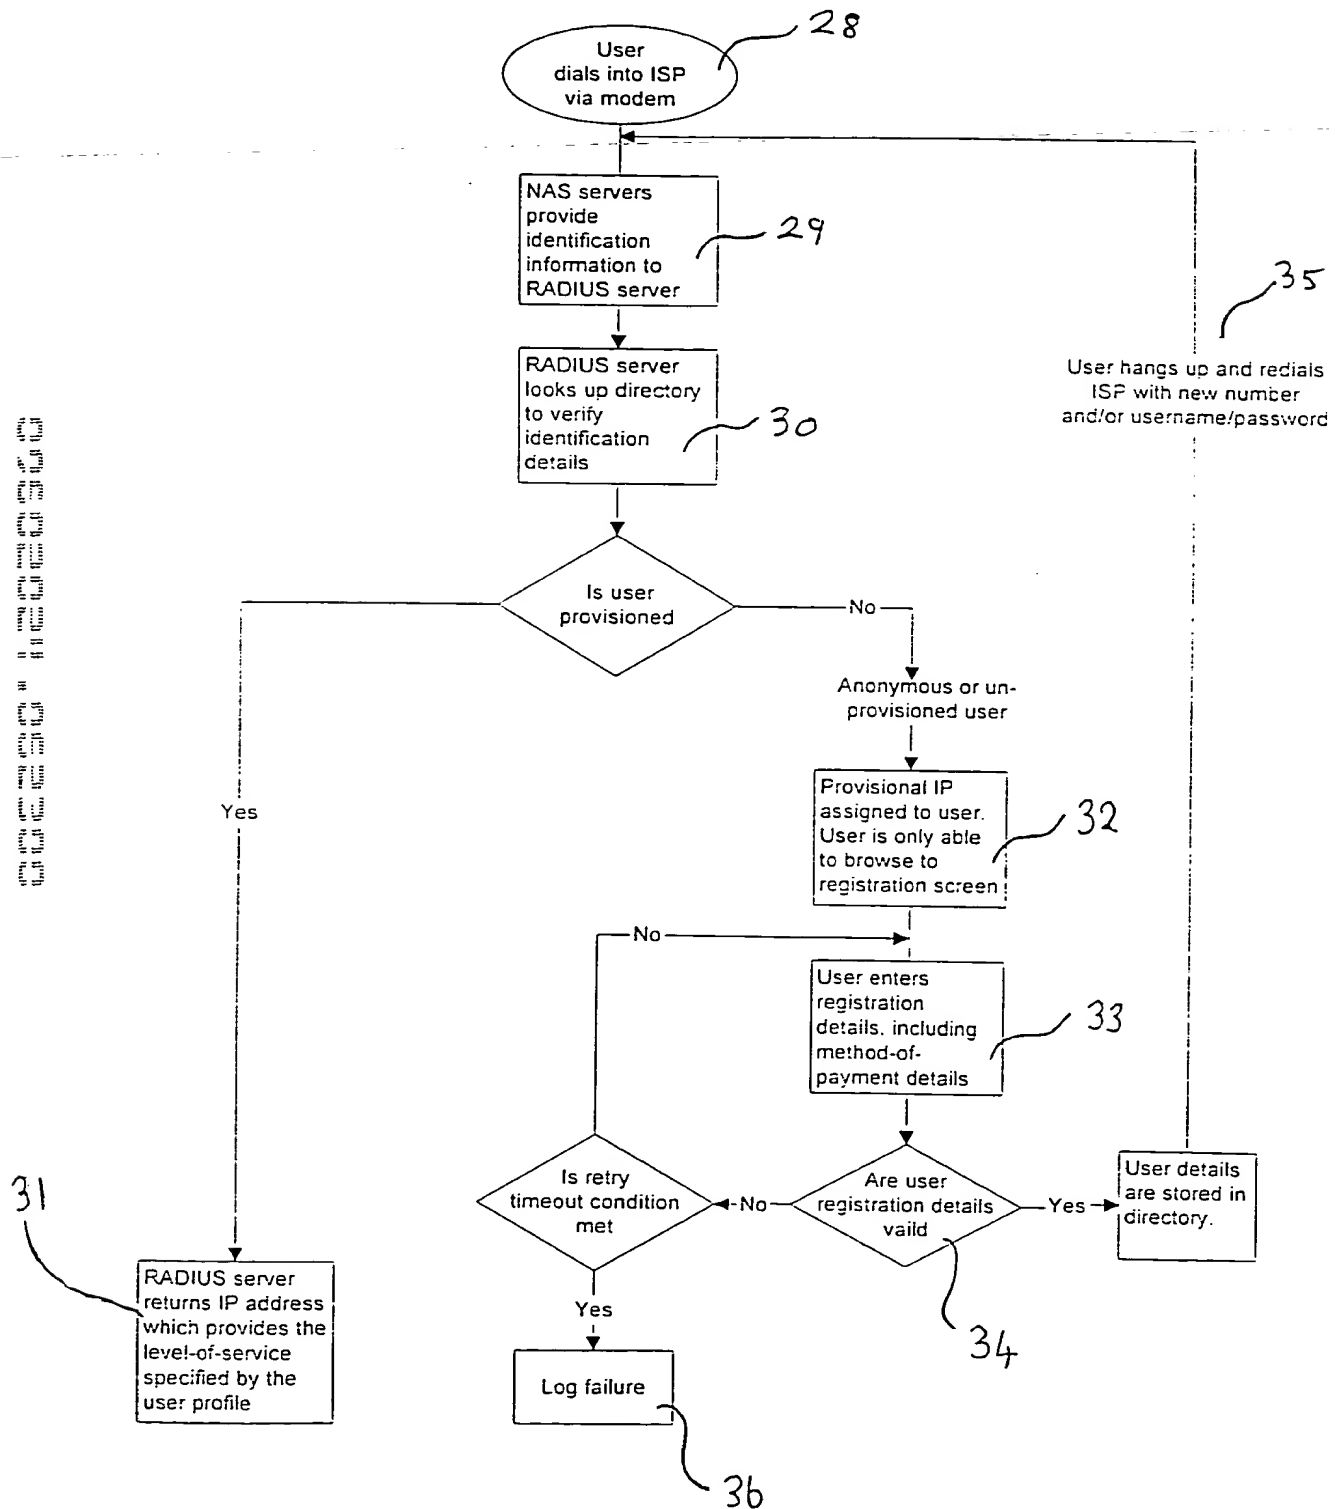 28
User
dials into ISP
via modem
NAS servers
provide
identification
information to
RADIUS server
29
35
User hangs up and redials
ISP with new number
and/or username/password
RADIUS server
looks up directory
to verify
identification
details
30
Is user
provisioned
No
Anonymous or un-
provisioned user
Yes
Provisional IP
assigned to user.
User is only able
to browse to
registration screen
32
No
User enters
registration
details, including
method-of-
payment details
33
Is retry
timeout condition
met
No
Are user
registration details
vaild
Yes
User details
are stored in
directory.
34
31
RADIUS server
returns IP address
which provides the
level-of-service
specified by the
user profile
Yes
Log failure
36